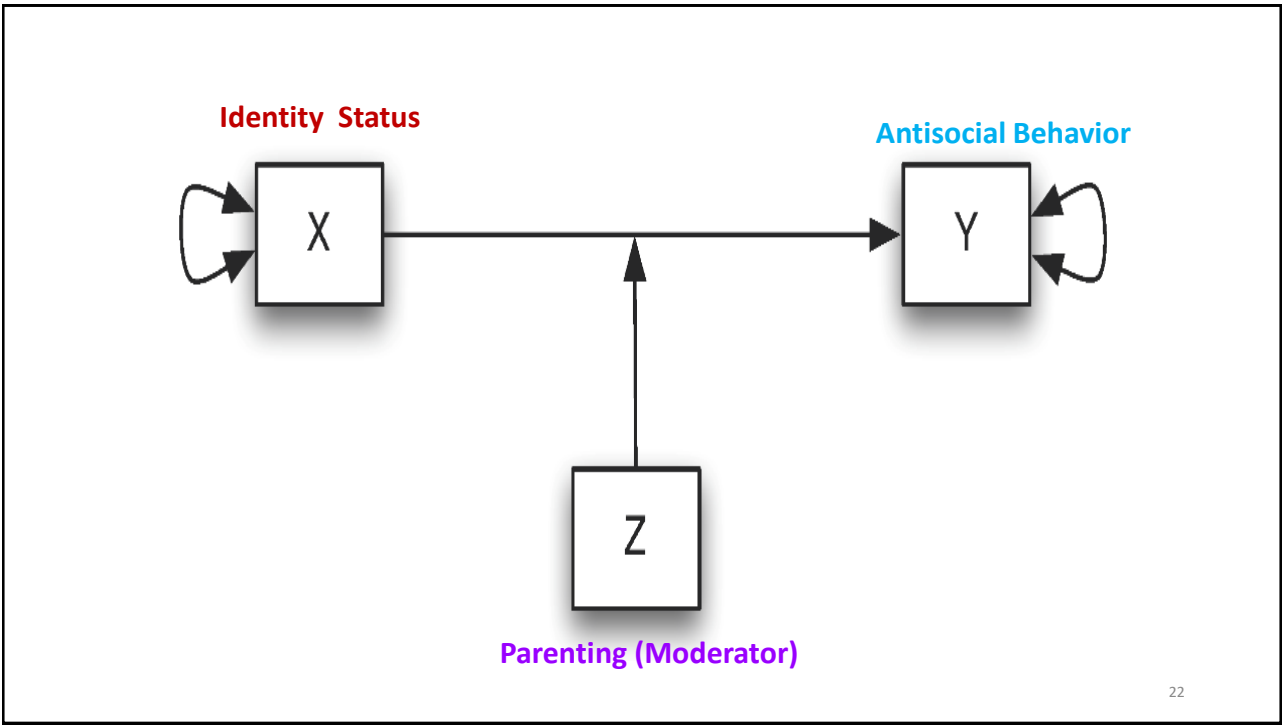 Identity Status
Antisocial Behavior
X
Y
Z
Parenting (Moderator)
22